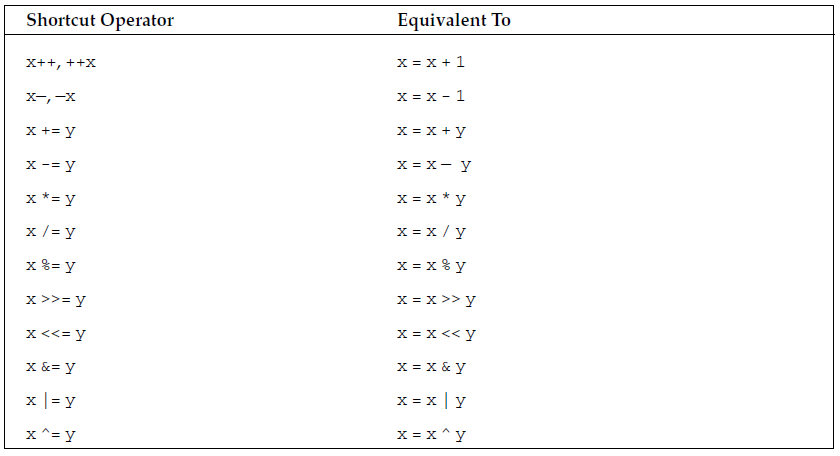 Shortcut Operator Equivalent To
x++, ++x x = x + 1
x—, —x x = x - 1
x += y x = x + y
x -= y x = x — y
x *= y x = x * y
x /= y x = x / y
x %= y x = x % y
x >>= y x = x >> y
x <<= y x = x << y
x &= y x = x & y
x |= y x = x | y
x ^= y x = x ^ y